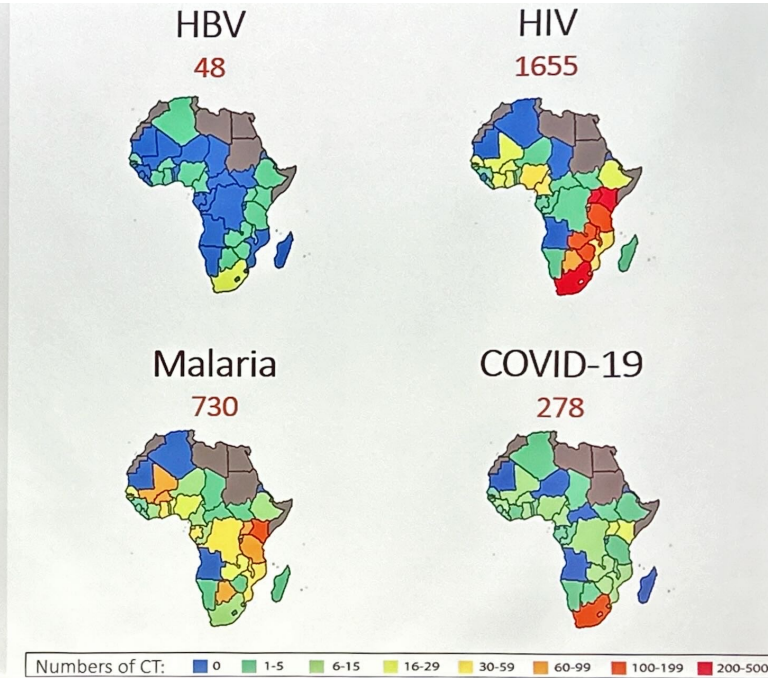 HBV
48
HIV
1655
Malaria
730
COVID-19
278
Numbers of CT: 0 1-5 6-15 16-29 30-59 60-99 100-199 200-500